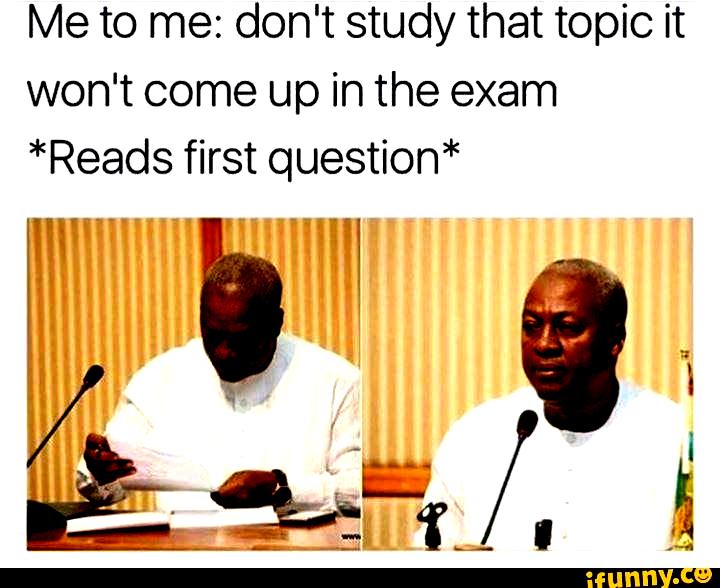 Me to me: don't study that topic it
won't come up in the exam
*Reads first question*
www
ifunny.co